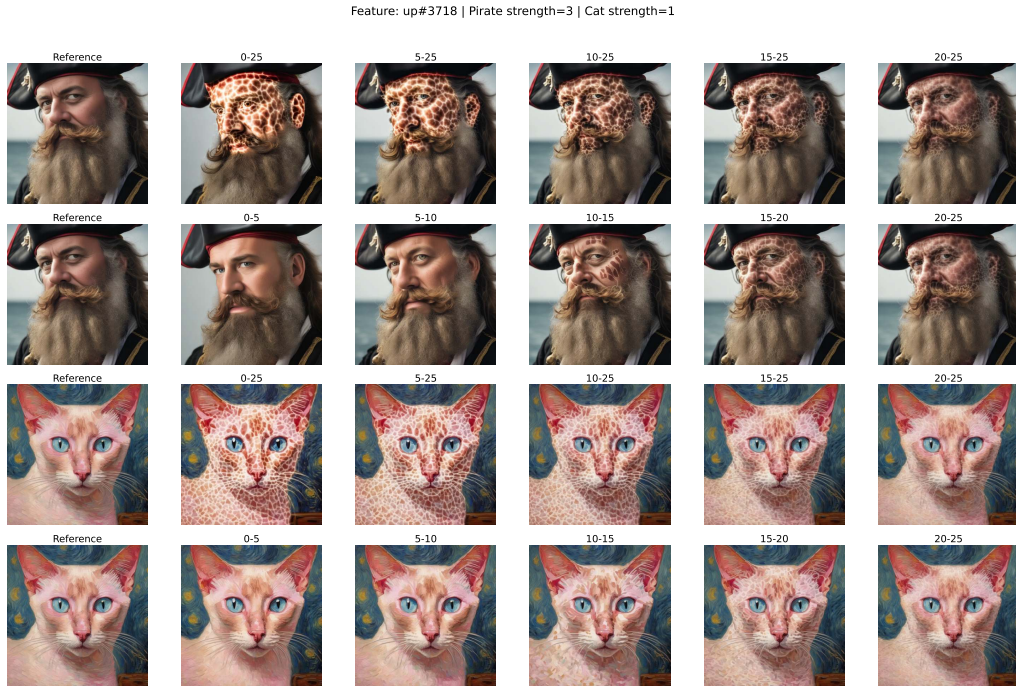 Feature: up#3718 | Pirate strength=3 | Cat strength=1
Reference 0-25 5-25 10-25 15-25 20-25
Reference 0-5 5-10 10-15 15-20 20-25
Reference 0-25 5-25 10-25 15-25 20-25
Reference 0-5 5-10 10-15 15-20 20-25